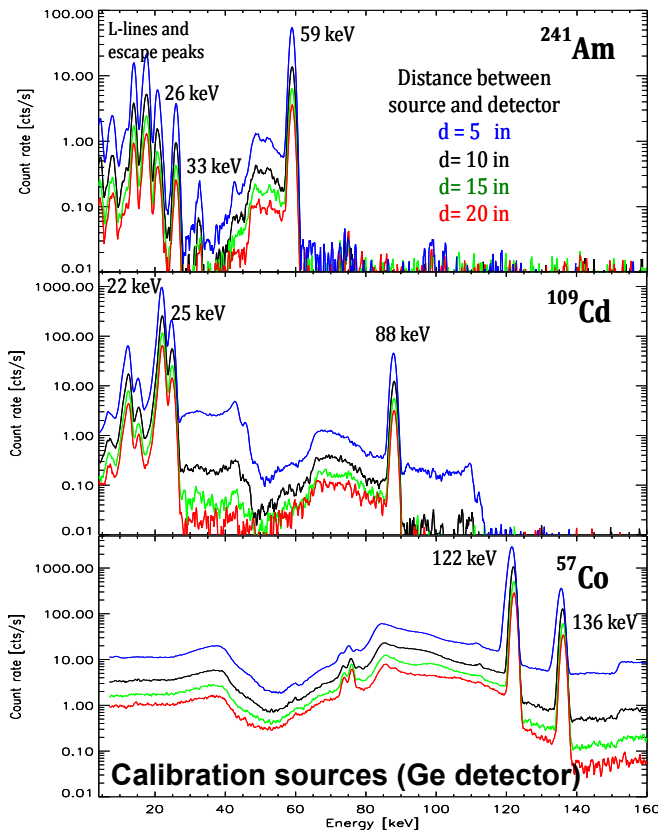 100.00
L-lines and
escape peaks
59 keV
241Am
10.00
26 keV
Distance between
source and detector
d = 5 in
d= 10 in
d= 15 in
d= 20 in
1.00
33 keV
0.10
0.01
Count rate [cts/s]
1000.00
22 keV
25 keV
109Cd
100.00
88 keV
10.00
1.00
0.10
0.01
Count rate [cts/s]
122 keV
57Co
1000.00
136 keV
100.00
10.00
1.00
0.10
0.01
Count rate [cts/s]
Calibration sources (Ge detector)
20 40 60 80 100 120 140 160
Energy [keV]